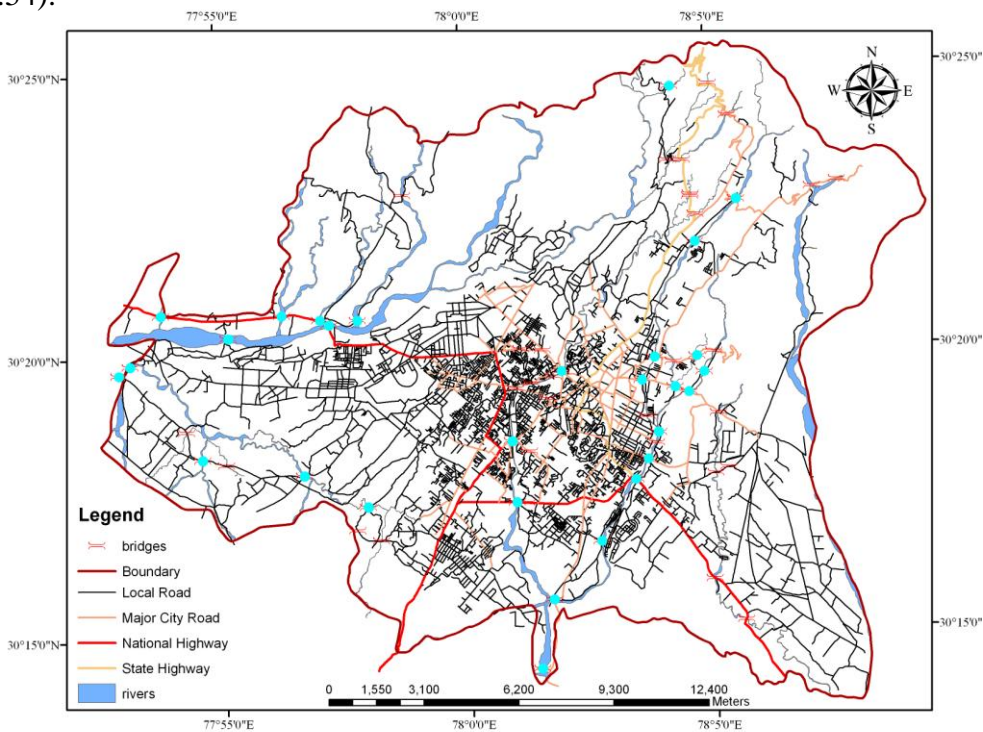 .54).
77°55'0"E 78°0'0"E 78°5'0"E
30°25'0"N
30°25'0"N
N
W E
S
30°20'0"N
30°20'0"N
Legend
bridges
Boundary
Local Road
Major City Road
National Highway
State Highway
rivers
30°15'0"N
30°15'0"N
0 1,550 3,100 6,200 9,300 12,400
Meters
77°55'0"E 78°0'0"E 78°5'0"E